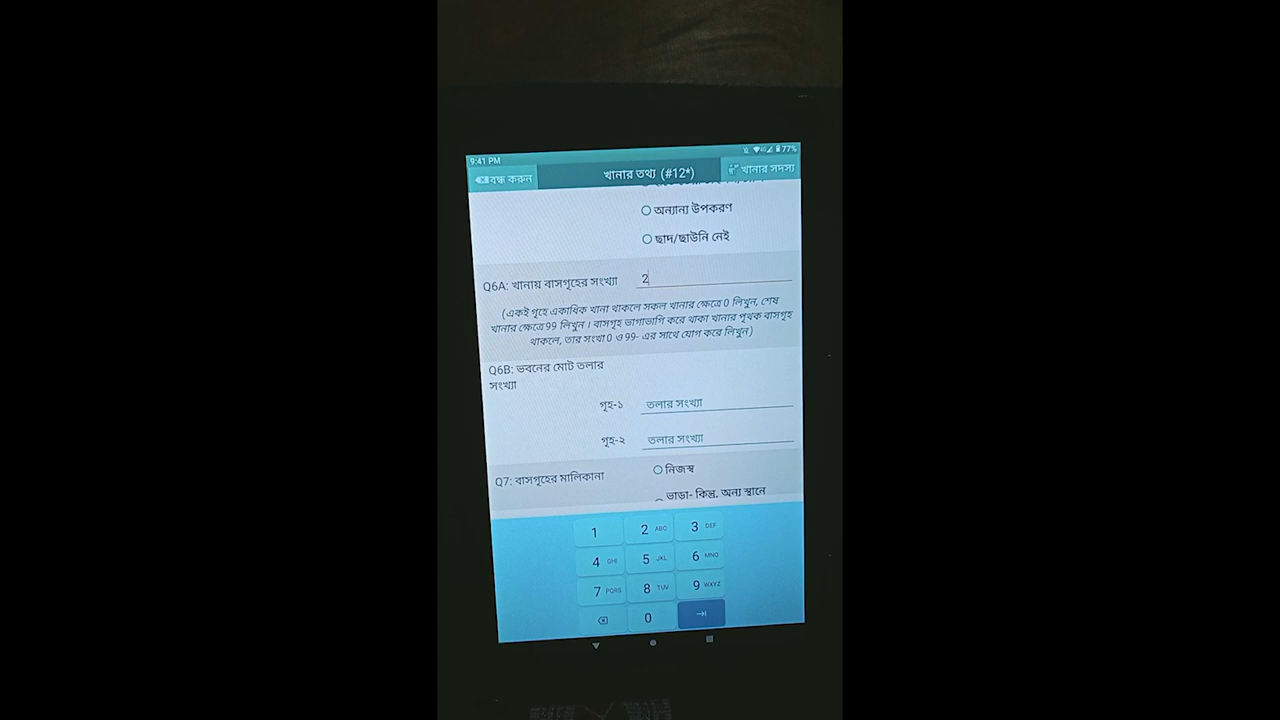 9:41 PM
4G 77%
বন্ধ করুন
খানার তথ্য (#12*)
খানার সদস্য
অন্যান্য উপকরণ
ছাদ/ছাউনি নেই
Q6A: খানায় বাসগৃহের সংখ্যা
2
(একই গৃহে একাধিক খানা থাকলে সকল খানার ক্ষেত্রে 0 লিখুন, শেষ
খানার ক্ষেত্রে 99 লিখুন। বাসগৃহ ভাগাভাগি করে থাকা খানার পৃথক বাসগৃহ
থাকলে, তার সংখ্যা 0 ও 99- এর সাথে যোগ করে লিখুন)
Q6B: ভবনের মোট তলার
সংখ্যা
গৃহ-১ তলার সংখ্যা
গৃহ-২ তলার সংখ্যা
Q7: বাসগৃহের মালিকানা
নিজস্ব
ভাড়া- কিন্তু, অন্য স্থানে
1 2 ABC 3 DEF
4 GHI 5 JKL 6 MNO
7 PQRS 8 TUV 9 WXYZ
0